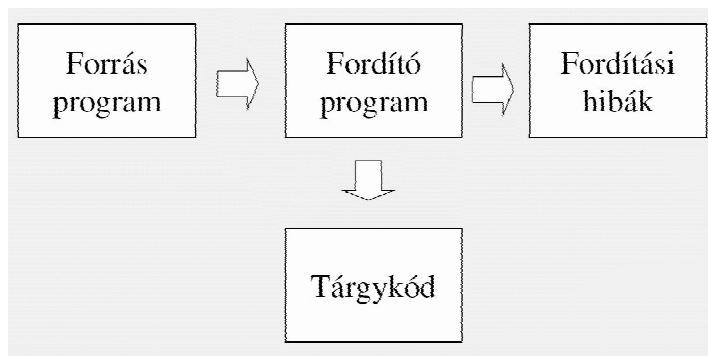 Forrás
program
Fordító
program
Fordítási
hibák
Tárgykód